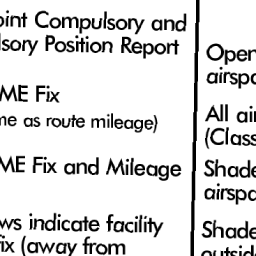 oint Compulsory and
lsory Position Report
ME Fix
me as route mileage)
ME Fix and Mileage
ws indicate facility
fix (away from
Open
airspa
All air
(Class
Shade
airspa
Shade
outside